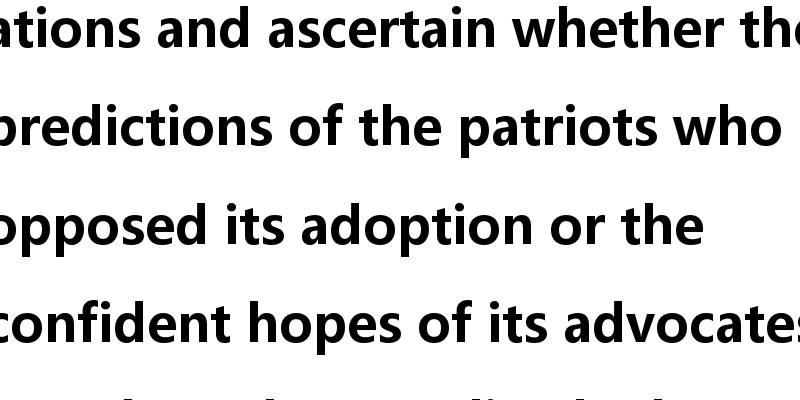 ations and ascertain whether the
predictions of the patriots who
opposed its adoption or the
confident hopes of its advocates